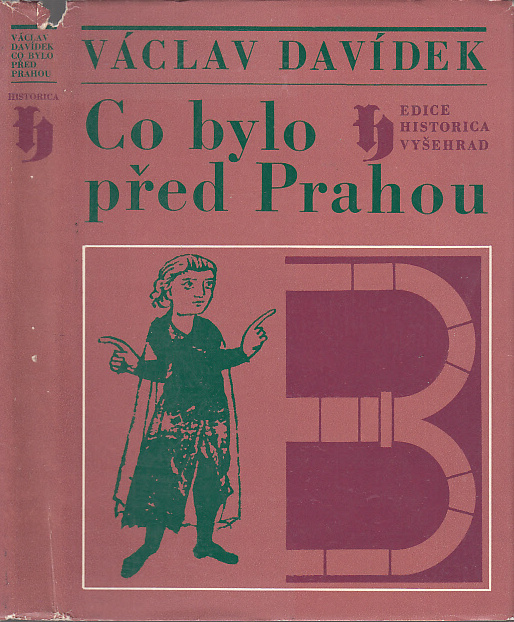 VÁCLAV
DAVÍDEK
CO BYLO
PŘED
PRAHOU
HISTORICA
h
VÁCLAV DAVÍDEK
Co bylo
před Prahou
h
EDICE
HISTORICA
VYŠEHRAD